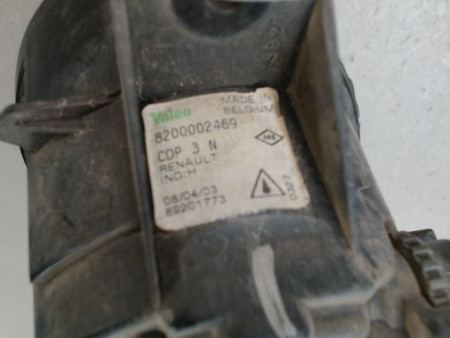 Valeo
MADE IN
BELGIUM
8200002469
CDP 3 N
RENAULT
IND:H
08/04/03
89201773